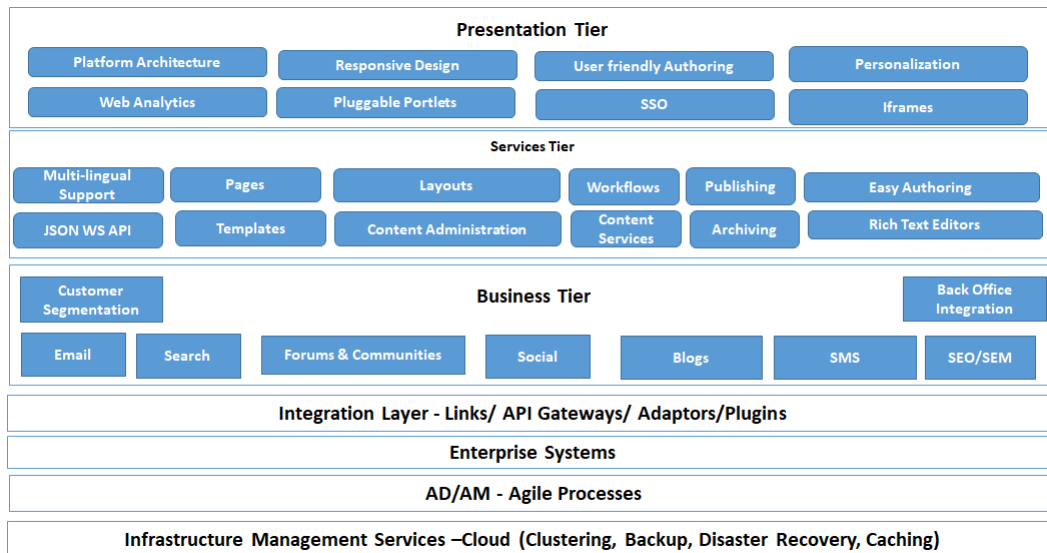 Presentation Tier
Platform Architecture
Responsive Design
User friendly Authoring
Personalization
Web Analytics
Pluggable Portlets
SSO
Iframes
Services Tier
Multi-lingual
Support
Pages
Layouts
Workflows
Publishing
Easy Authoring
JSON WS API
Templates
Content Administration
Content
Services
Archiving
Rich Text Editors
Customer
Segmentation
Business Tier
Back Office
Integration
Email
Search
Forums & Communities
Social
Blogs
SMS
SEO/SEM
Integration Layer - Links/ API Gateways/ Adaptors/Plugins
Enterprise Systems
AD/AM - Agile Processes
Infrastructure Management Services –Cloud (Clustering, Backup, Disaster Recovery, Caching)